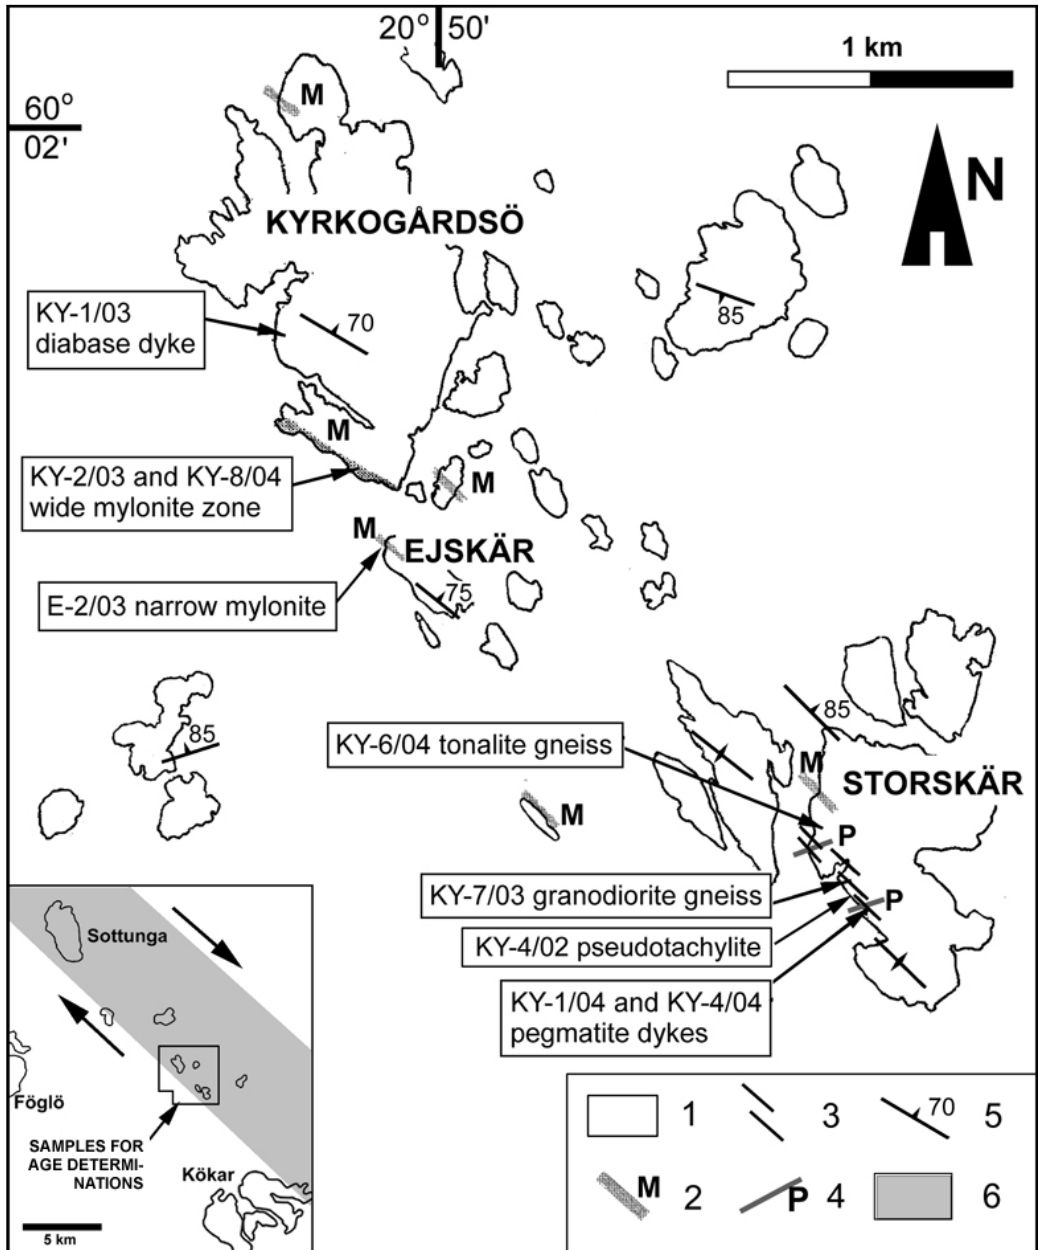 20° 50'
1 km
60°
02'
M
N
KYRKOGÅRDSÖ
KY-1/03
diabase dyke
70
85
M
KY-2/03 and KY-8/04
wide mylonite zone
M
M
EJSKÄR
E-2/03 narrow mylonite
75
85
85
KY-6/04 tonalite gneiss
M
STORSKÄR
M
P
KY-7/03 granodiorite gneiss
P
KY-4/02 pseudotachylite
KY-1/04 and KY-4/04
pegmatite dykes
Sottunga
Föglö
SAMPLES FOR
AGE DETERMI-
NATIONS
Kökar
5 km
1
3
70
5
M
2
P
4
6